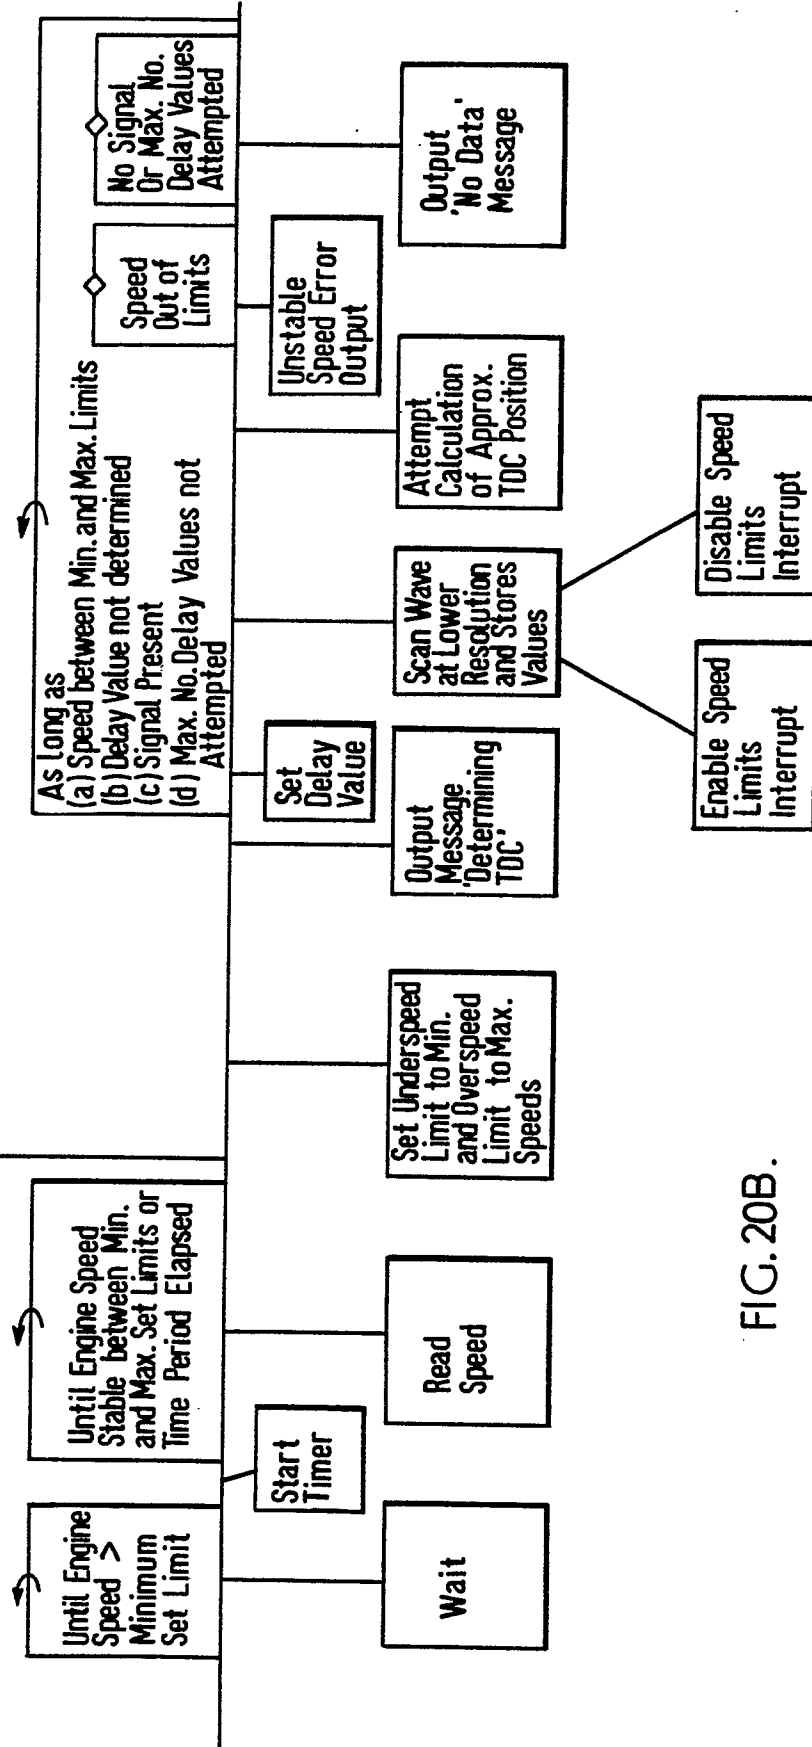 Until Engine
Speed >
Minimum
Set Limit
Until Engine Speed
Stable between Min.
and Max. Set Limits or
Time Period Elapsed
As long as
(a) Speed between Min. and Max. Limits
(b) Delay Value not determined
(c) Signal Present
(d) Max. No. Delay Values not
Attempted
Speed
Out of
Limits
No Signal
Or Max. No.
Delay Values
Attempted
Start
Timer
Set
Delay
Value
Unstable
Speed Error
Output
Wait
Read
Speed
Set Underspeed
Limit to Min.
and Overspeed
Limit to Max.
Speeds
Output
Message
'Determining
TDC'
Scan Wave
at Lower
Resolution
and Stores
Values
Attempt
Calculation
of Approx.
TDC Position
Output
'No Data'
Message
Enable Speed
Limits
Interrupt
Disable Speed
Limits
Interrupt
FIG. 20B.